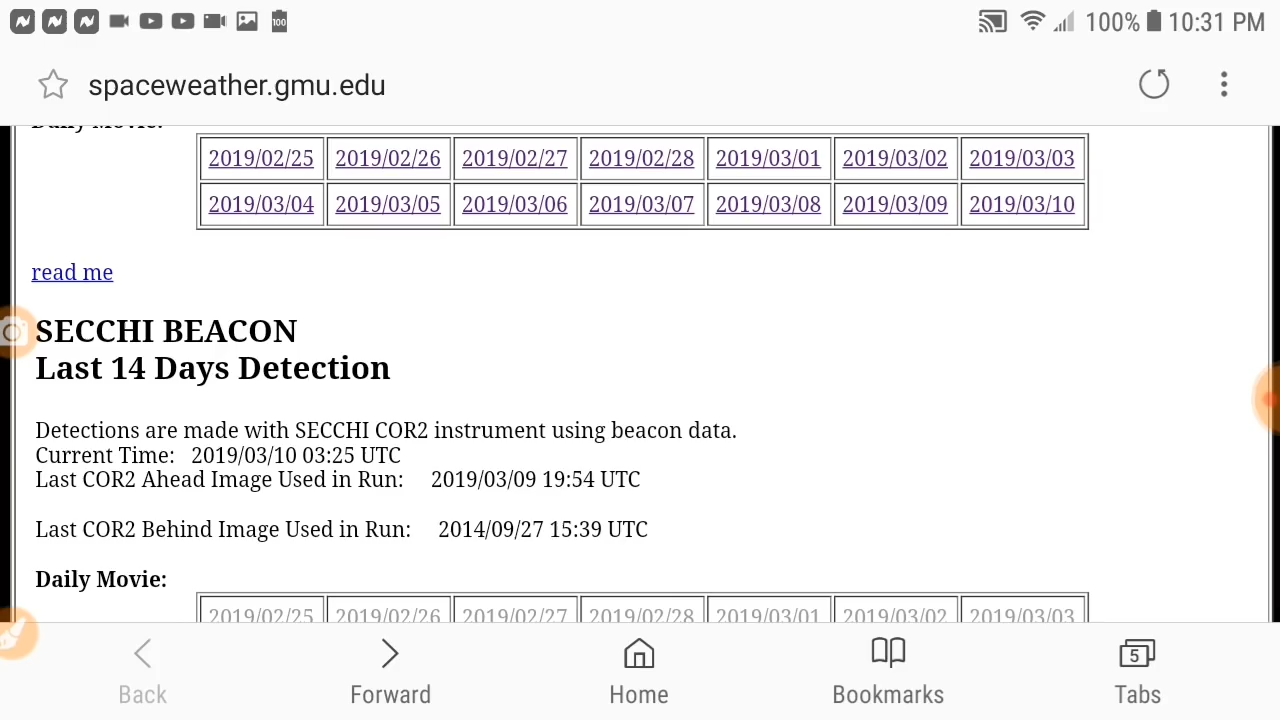 100 100% 10:31 PM
spaceweather.gmu.edu
Daily Movie:
2019/02/25 2019/02/26 2019/02/27 2019/02/28 2019/03/01 2019/03/02 2019/03/03
2019/03/04 2019/03/05 2019/03/06 2019/03/07 2019/03/08 2019/03/09 2019/03/10
read me
SECCHI BEACON
Last 14 Days Detection
Detections are made with SECCHI COR2 instrument using beacon data.
Current Time: 2019/03/10 03:25 UTC
Last COR2 Ahead Image Used in Run: 2019/03/09 19:54 UTC
Last COR2 Behind Image Used in Run: 2014/09/27 15:39 UTC
Daily Movie:
2019/02/25 2019/02/26 2019/02/27 2019/02/28 2019/03/01 2019/03/02 2019/03/03
5
Back Forward Home Bookmarks Tabs